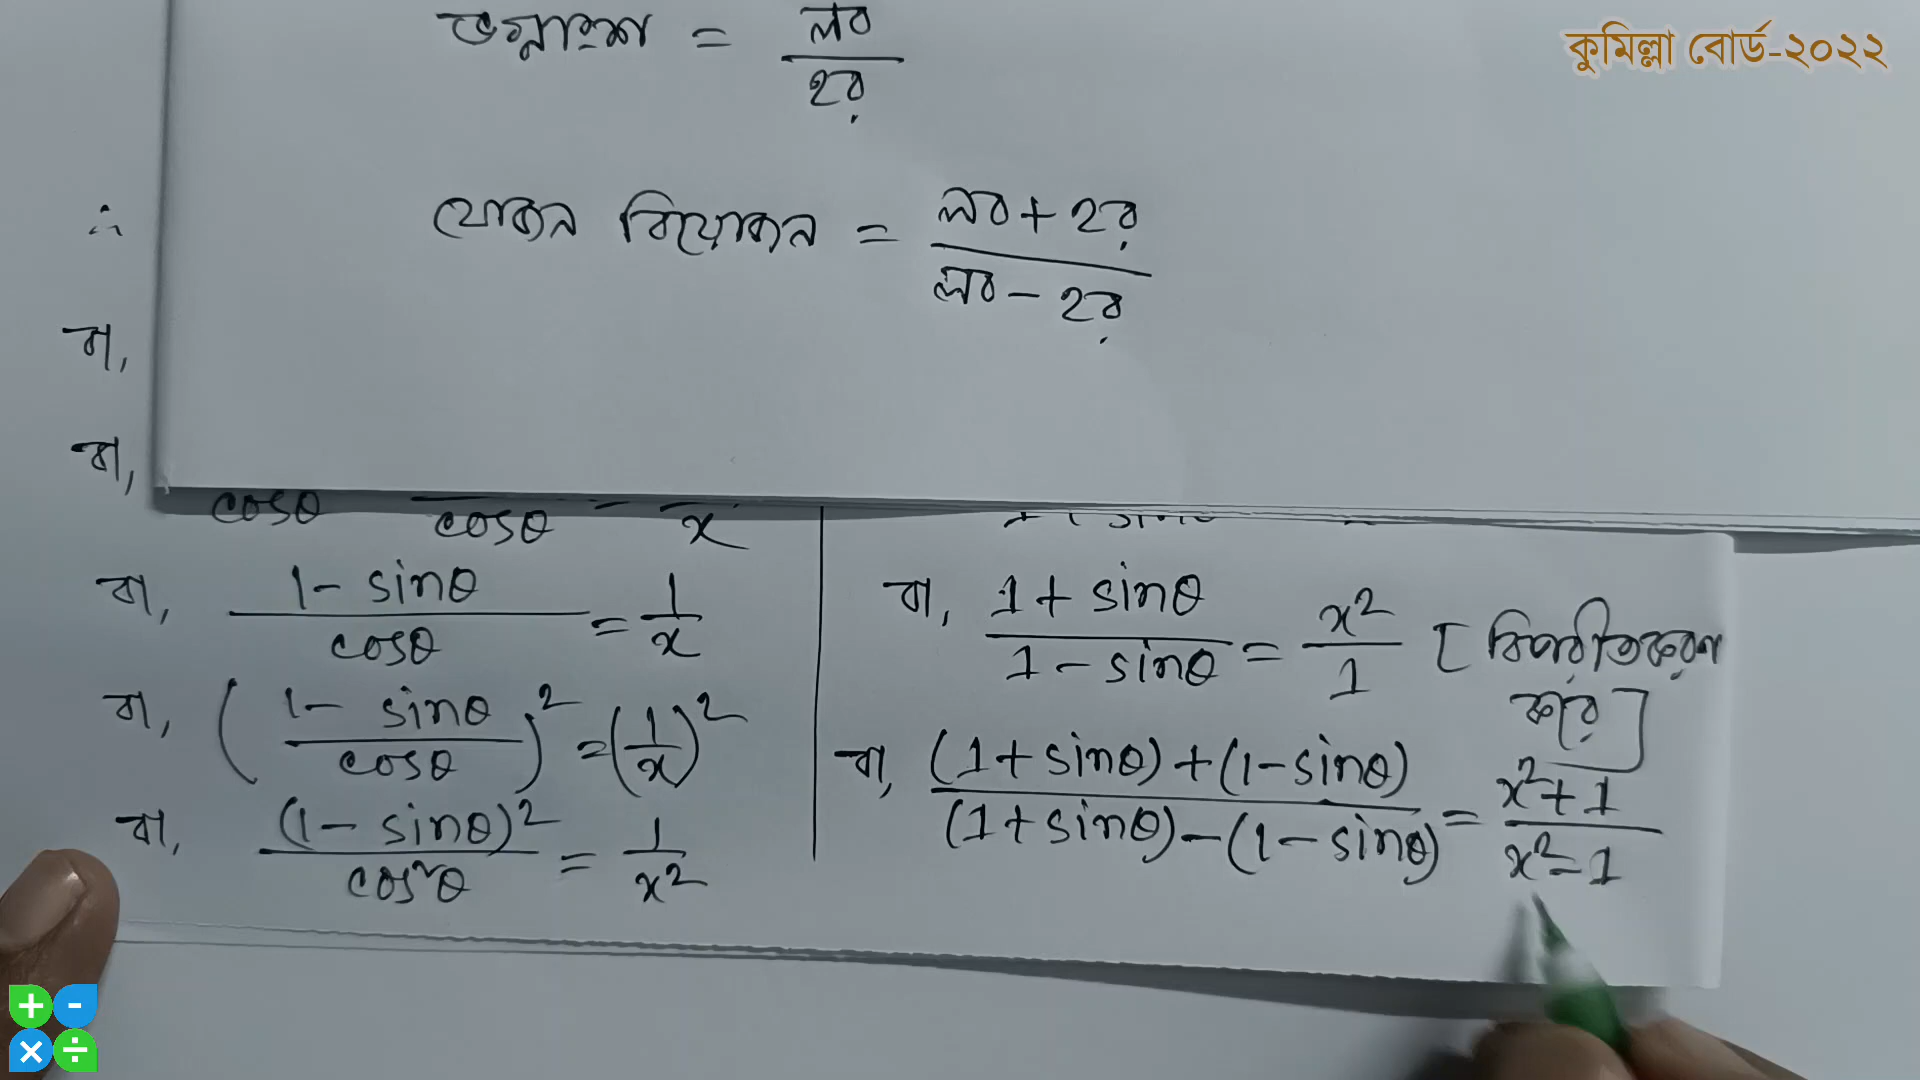 কুমিল্লা বোর্ড-২০২২
ভগ্নাংশ = লব / হর
∴ যোজন বিয়োজন = লব + হর / লব - হর
বা,
বা,
cosθ cosθ = x
বা, 1 - sinθ / cosθ = 1 / x
বা, (1 - sinθ / cosθ)² = (1 / x)²
বা, (1 - sinθ)² / cos²θ = 1 / x²
বা, 1 + sinθ / 1 - sinθ = x² / 1 [বিপরীতকরণ
করে]
বা, (1 + sinθ) + (1 - sinθ) / (1 + sinθ) - (1 - sinθ) = x² + 1 / x² - 1
+ - × ÷